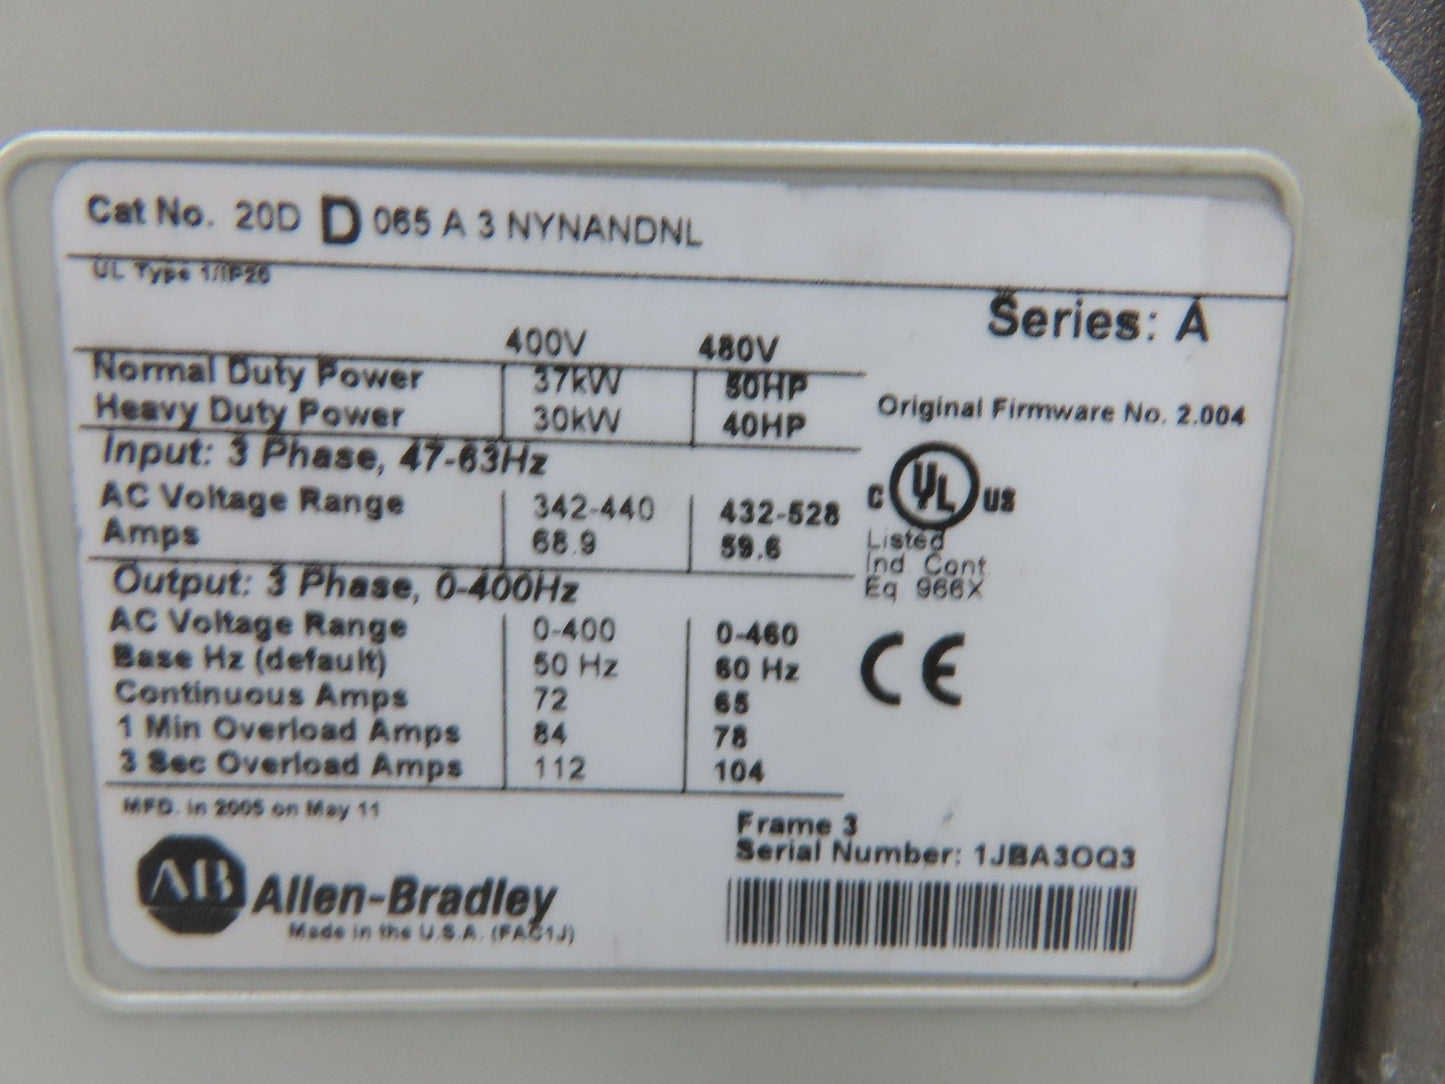 Cat No. 20D D 065 A 3 NYNANDNL
UL Type 1/IP20
Series: A
400V 480V
Normal Duty Power 37kW 50HP
Heavy Duty Power 30kW 40HP
Original Firmware No. 2.004
Input: 3 Phase, 47-63Hz
AC Voltage Range 342-440 432-528
Amps 68.9 59.6
C UL US
Listed
Ind Cont
Eq 966X
Output: 3 Phase, 0-400Hz
AC Voltage Range 0-400 0-460
Base Hz (default) 50 Hz 60 Hz
Continuous Amps 72 65
1 Min Overload Amps 84 78
3 Sec Overload Amps 112 104
CE
MFD. in 2005 on May 11
Frame 3
Serial Number: 1JBA3OQ3
AB Allen-Bradley
Made in the U.S.A. (FAC1J)